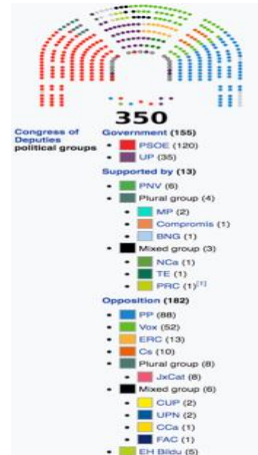 350
Congress of
Deputies
political groups
Government (155)
PSOE (120)
UP (35)
Supported by (13)
PNV (6)
Plural group (4)
MP (2)
Compromís (1)
BNG (1)
Mixed group (3)
NCa (1)
TE (1)
PRC (1)[1]
Opposition (182)
PP (88)
Vox (52)
ERC (13)
Cs (10)
Plural group (8)
JxCat (8)
Mixed group (6)
CUP (2)
UPN (2)
CCa (1)
FAC (1)
EH Bildu (5)